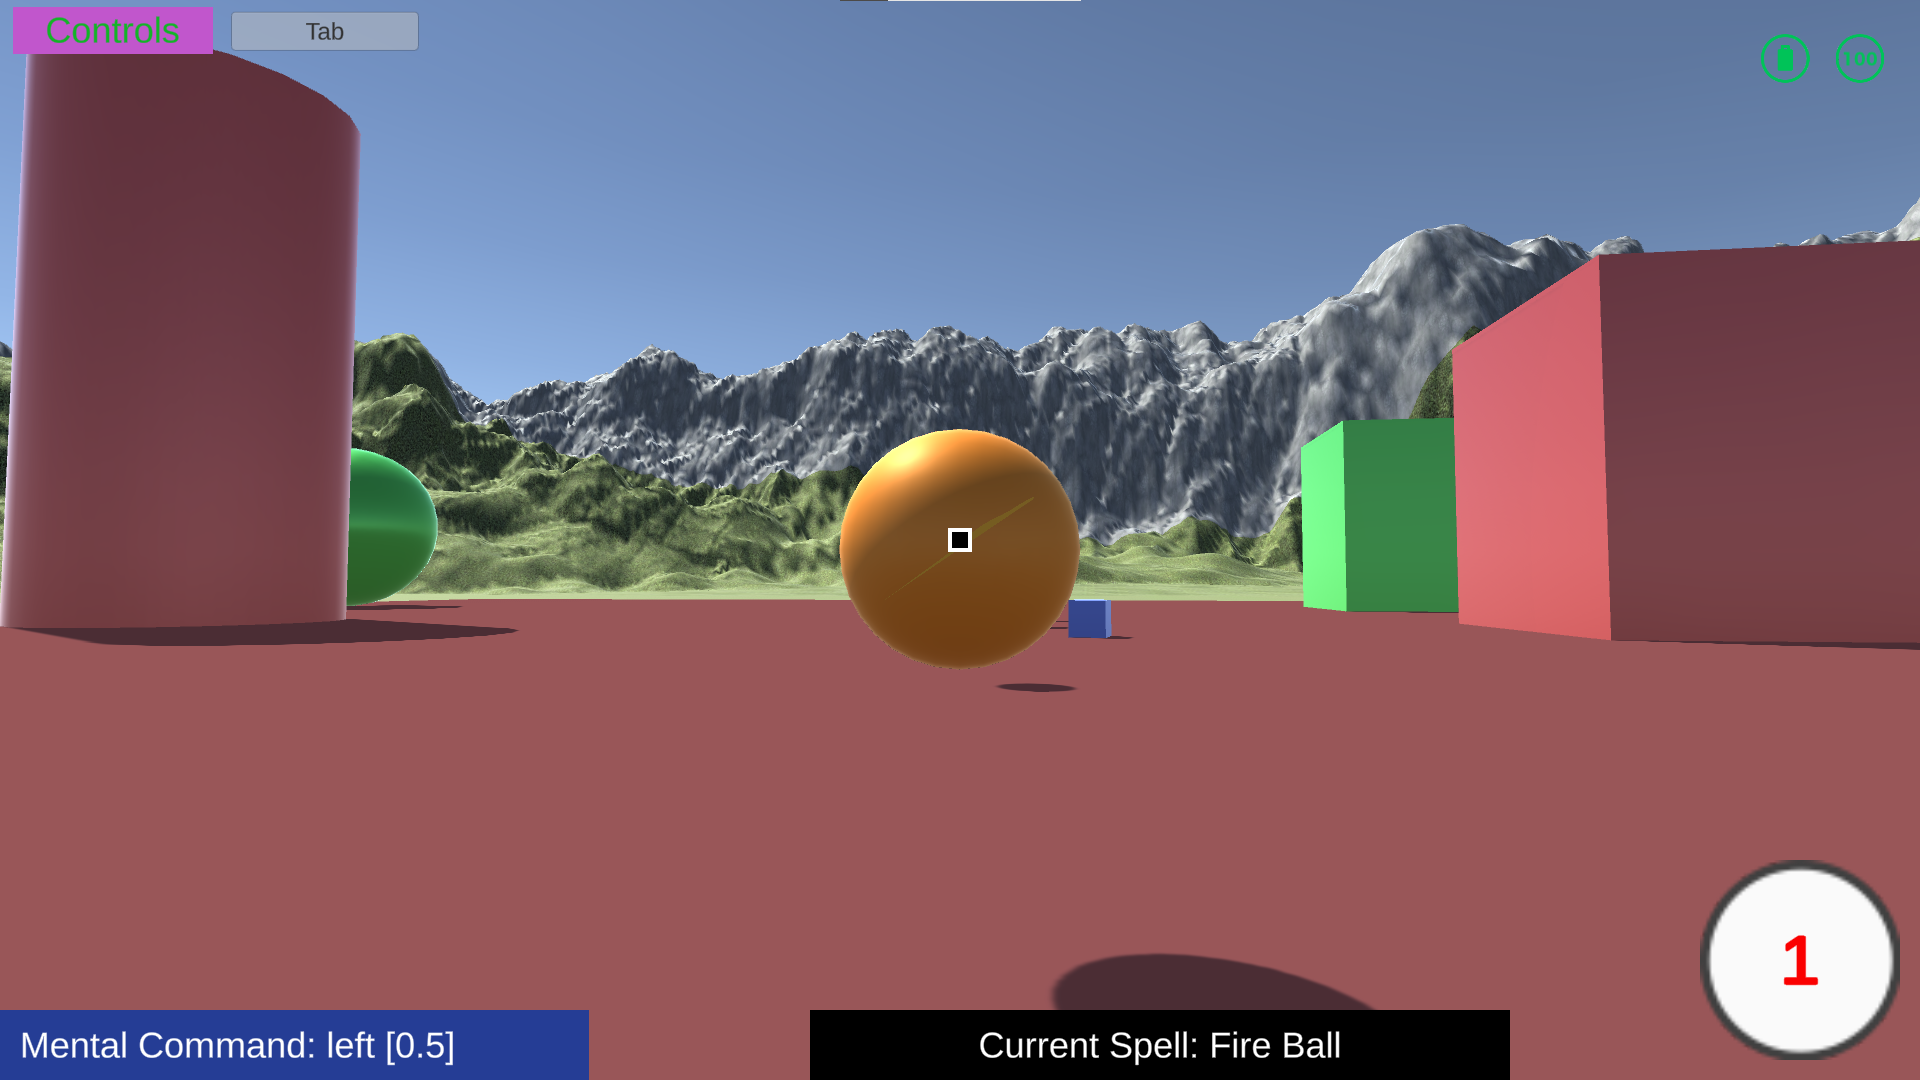 Controls
Tab
100
Mental Command: left [0.5]
Current Spell: Fire Ball
1